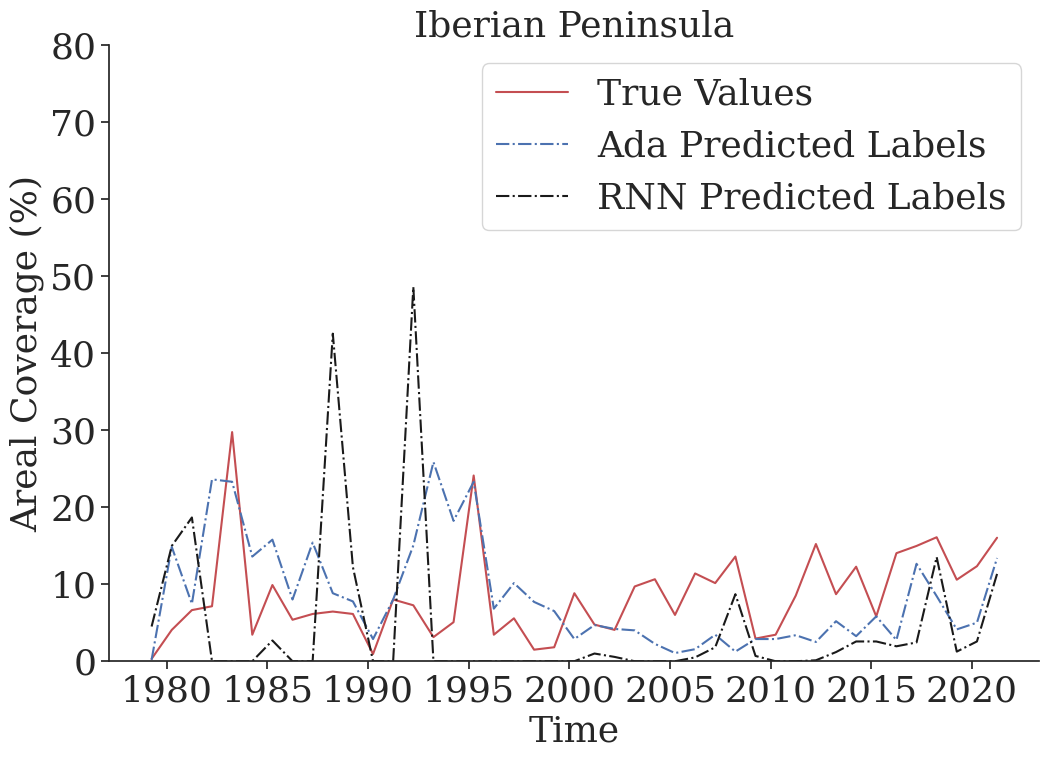 Iberian Peninsula
True Values
Ada Predicted Labels
RNN Predicted Labels
Areal Coverage (%)
80
70
60
50
40
30
20
10
0
1980 1985 1990 1995 2000 2005 2010 2015 2020
Time